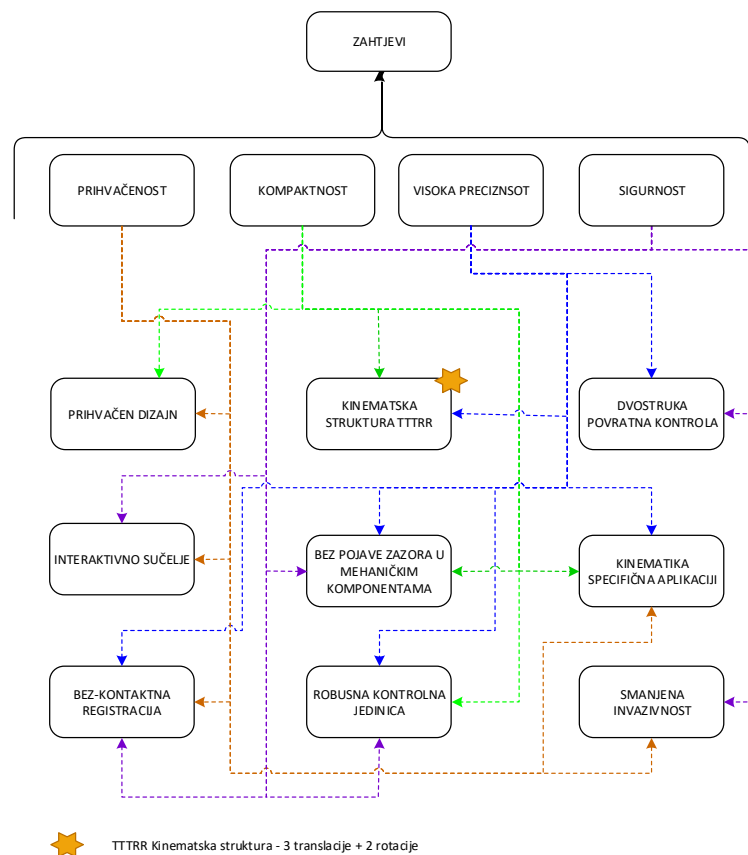 ZAHTJEVI
PRIHVAČENOST
KOMPAKTNOST
VISOKA PRECIZNSOT
SIGURNOST
PRIHVAČEN DIZAJN
KINEMATSKA
STRUKTURA TTTRR
DVOSTRUKA
POVRATNA KONTROLA
INTERAKTIVNO SUČELJE
BEZ POJAVE ZAZORA U
MEHANIČKIM
KOMPONENTAMA
KINEMATIKA
SPECIFIČNA APLIKACIJI
BEZ-KONTAKTNA
REGISTRACIJA
ROBUSNA KONTROLNA
JEDINICA
SMANJENA
INVAZIVNOST
TTTRR Kinematska struktura - 3 translacije + 2 rotacije